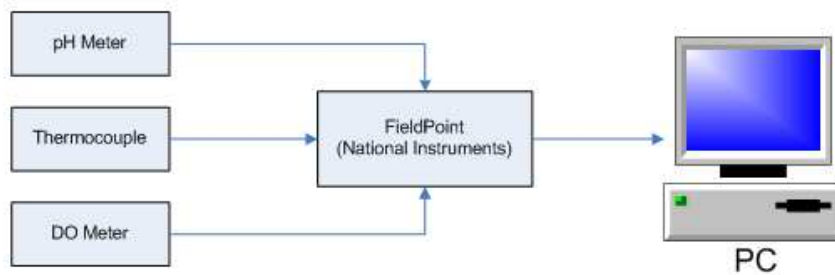 pH Meter
Thermocouple
DO Meter
FieldPoint
(National Instruments)
PC